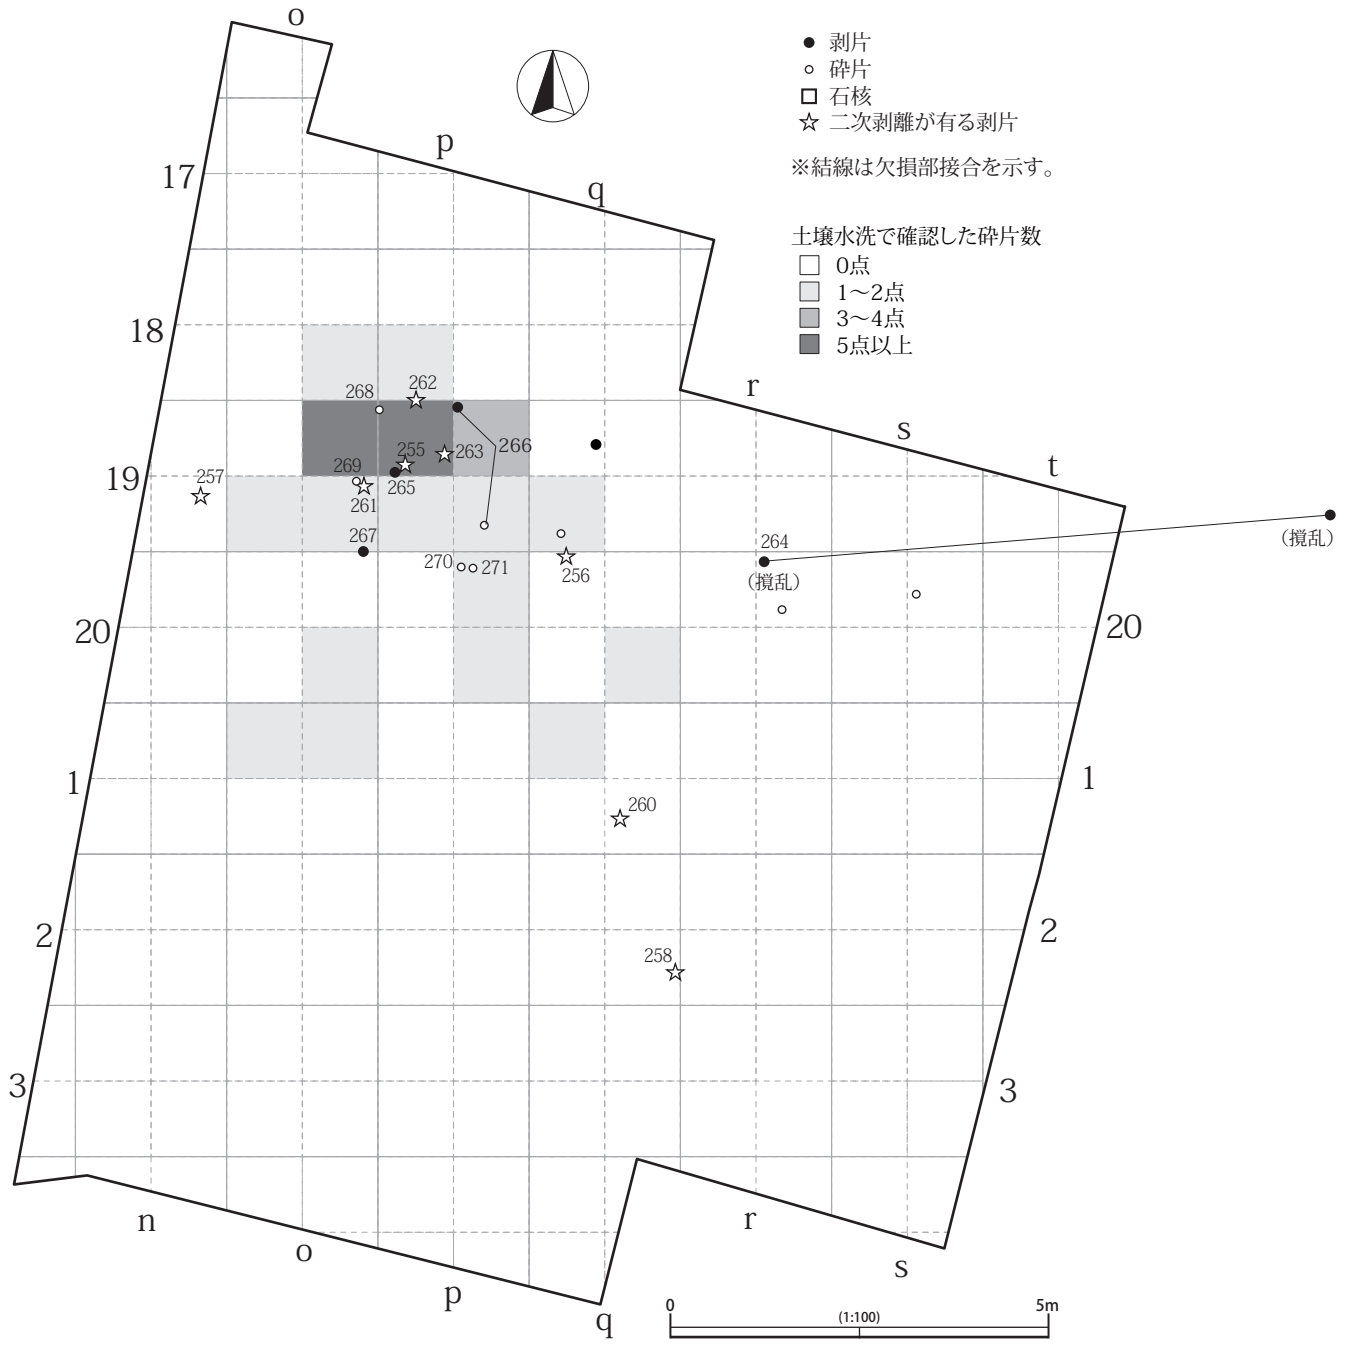 o
p
q
r
s
t
17
18
19
20
1
2
3
20
1
2
3
n
o
p
q
r
s
● 剥片
○ 砕片
□ 石核
☆ 二次剥離が有る剥片
※結線は欠損部接合を示す。
土壌水洗で確認した砕片数
0点
1〜2点
3〜4点
5点以上
262
268
266
255
263
257
269
265
261
267
270
271
256
264
(撹乱)
(撹乱)
260
258
0
5m
(1:100)